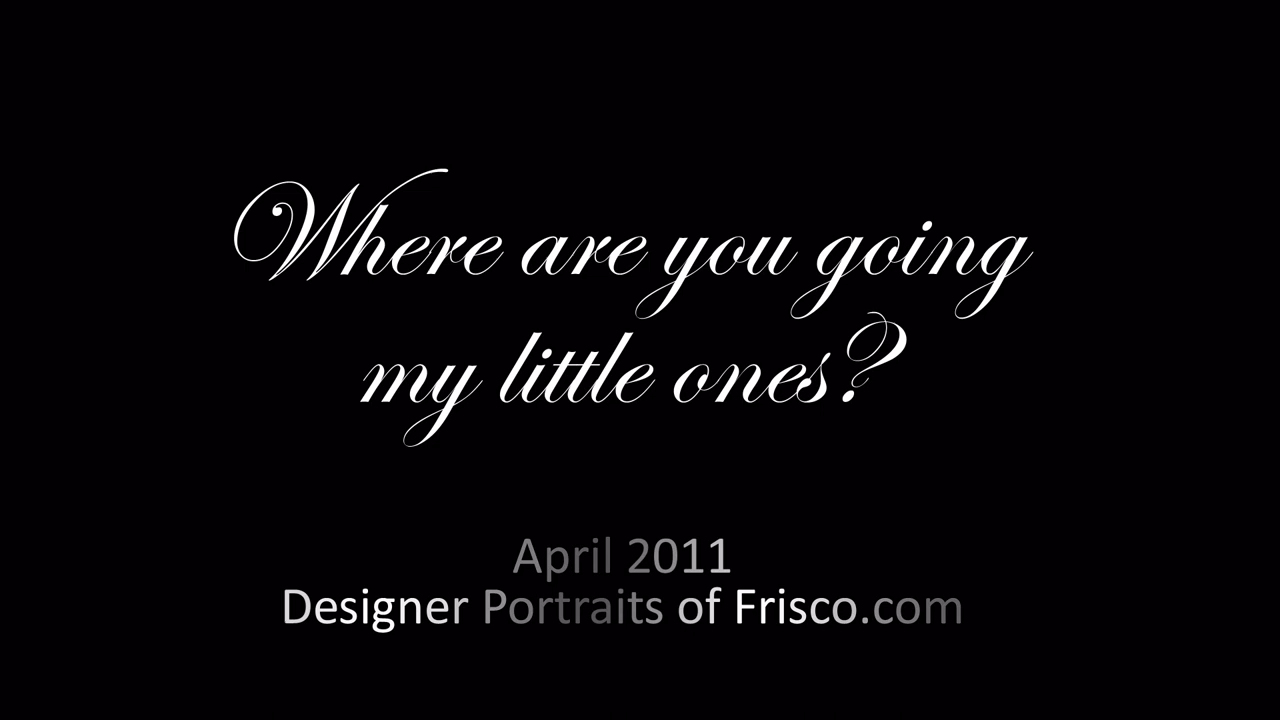 Where are you going
my little ones?
April 2011
Designer Portraits of Frisco.com